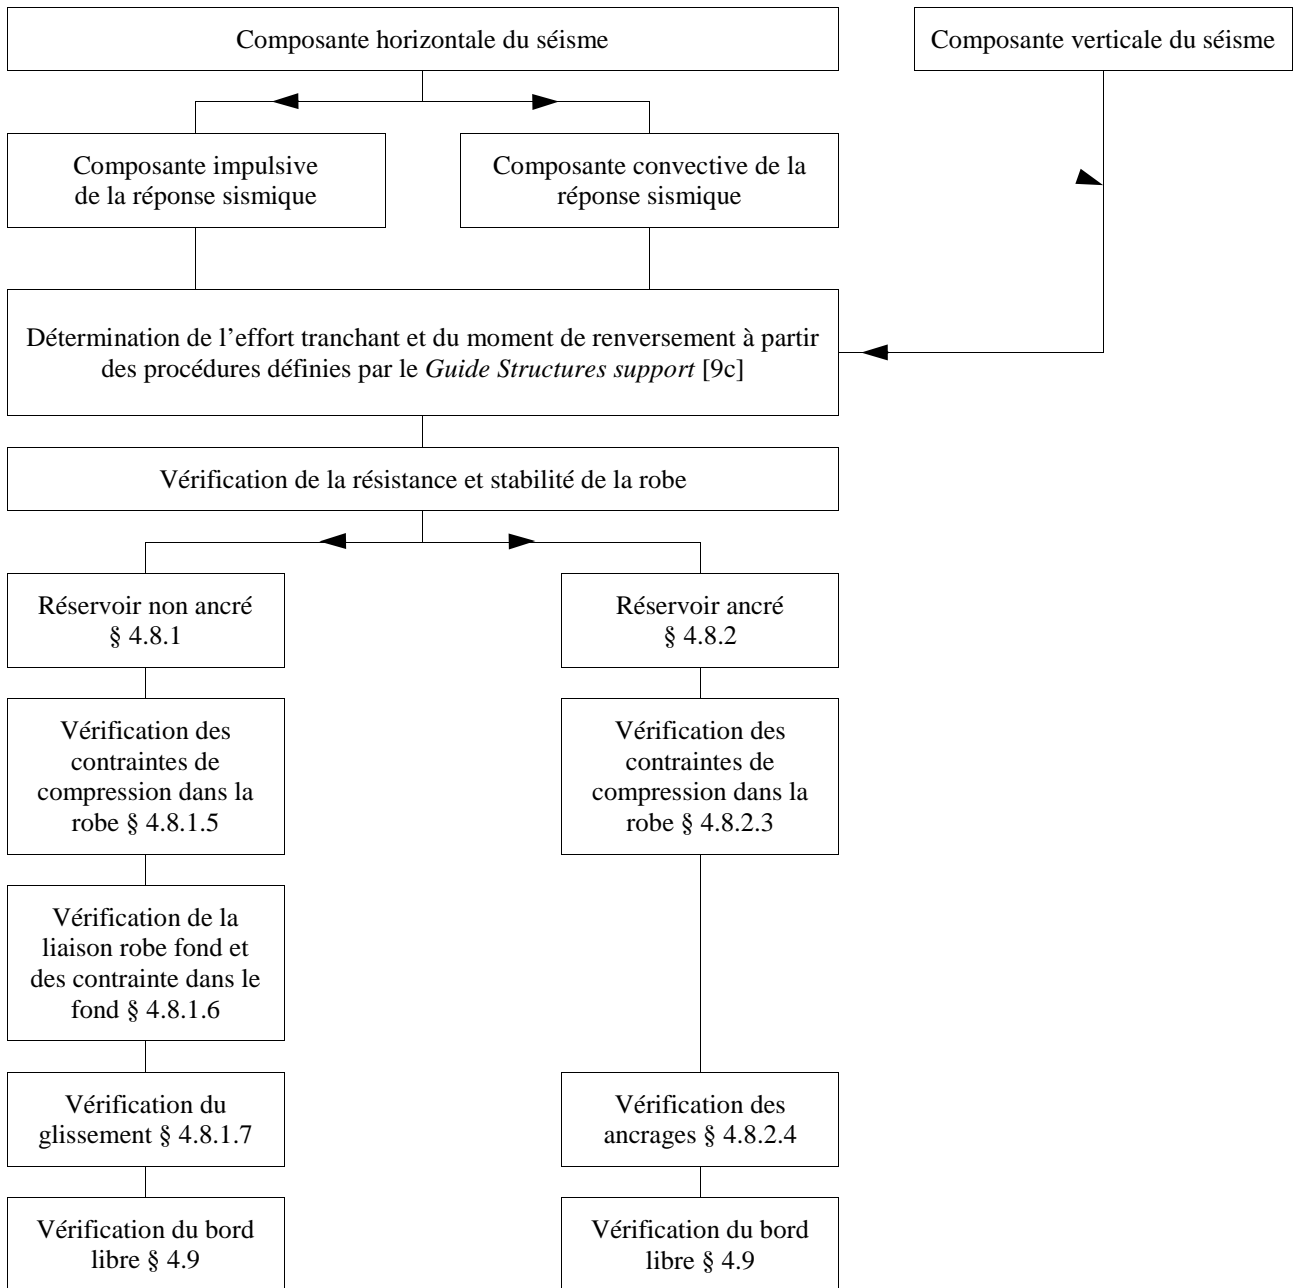 Composante horizontale du séisme
Composante verticale du séisme
Composante impulsive
de la réponse sismique
Composante convective de la
réponse sismique
Détermination de l’effort tranchant et du moment de renversement à partir
des procédures définies par le Guide Structures support [9c]
Vérification de la résistance et stabilité de la robe
Réservoir non ancré
§ 4.8.1
Réservoir ancré
§ 4.8.2
Vérification des
contraintes de
compression dans la
robe § 4.8.1.5
Vérification des
contraintes de
compression dans la
robe § 4.8.2.3
Vérification de la
liaison robe fond et
des contrainte dans le
fond § 4.8.1.6
Vérification du
glissement § 4.8.1.7
Vérification des
ancrages § 4.8.2.4
Vérification du bord
libre § 4.9
Vérification du bord
libre § 4.9